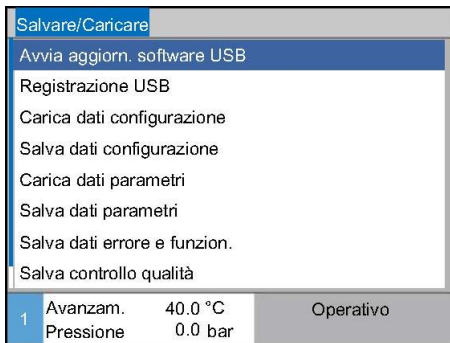 Salvare/Caricare
Avvia aggiorn. software USB
Registrazione USB
Carica dati configurazione
Salva dati configurazione
Carica dati parametri
Salva dati parametri
Salva dati errore e funzion.
Salva controllo qualità
1 Avanzam. 40.0 °C Operativo
Pressione 0.0 bar